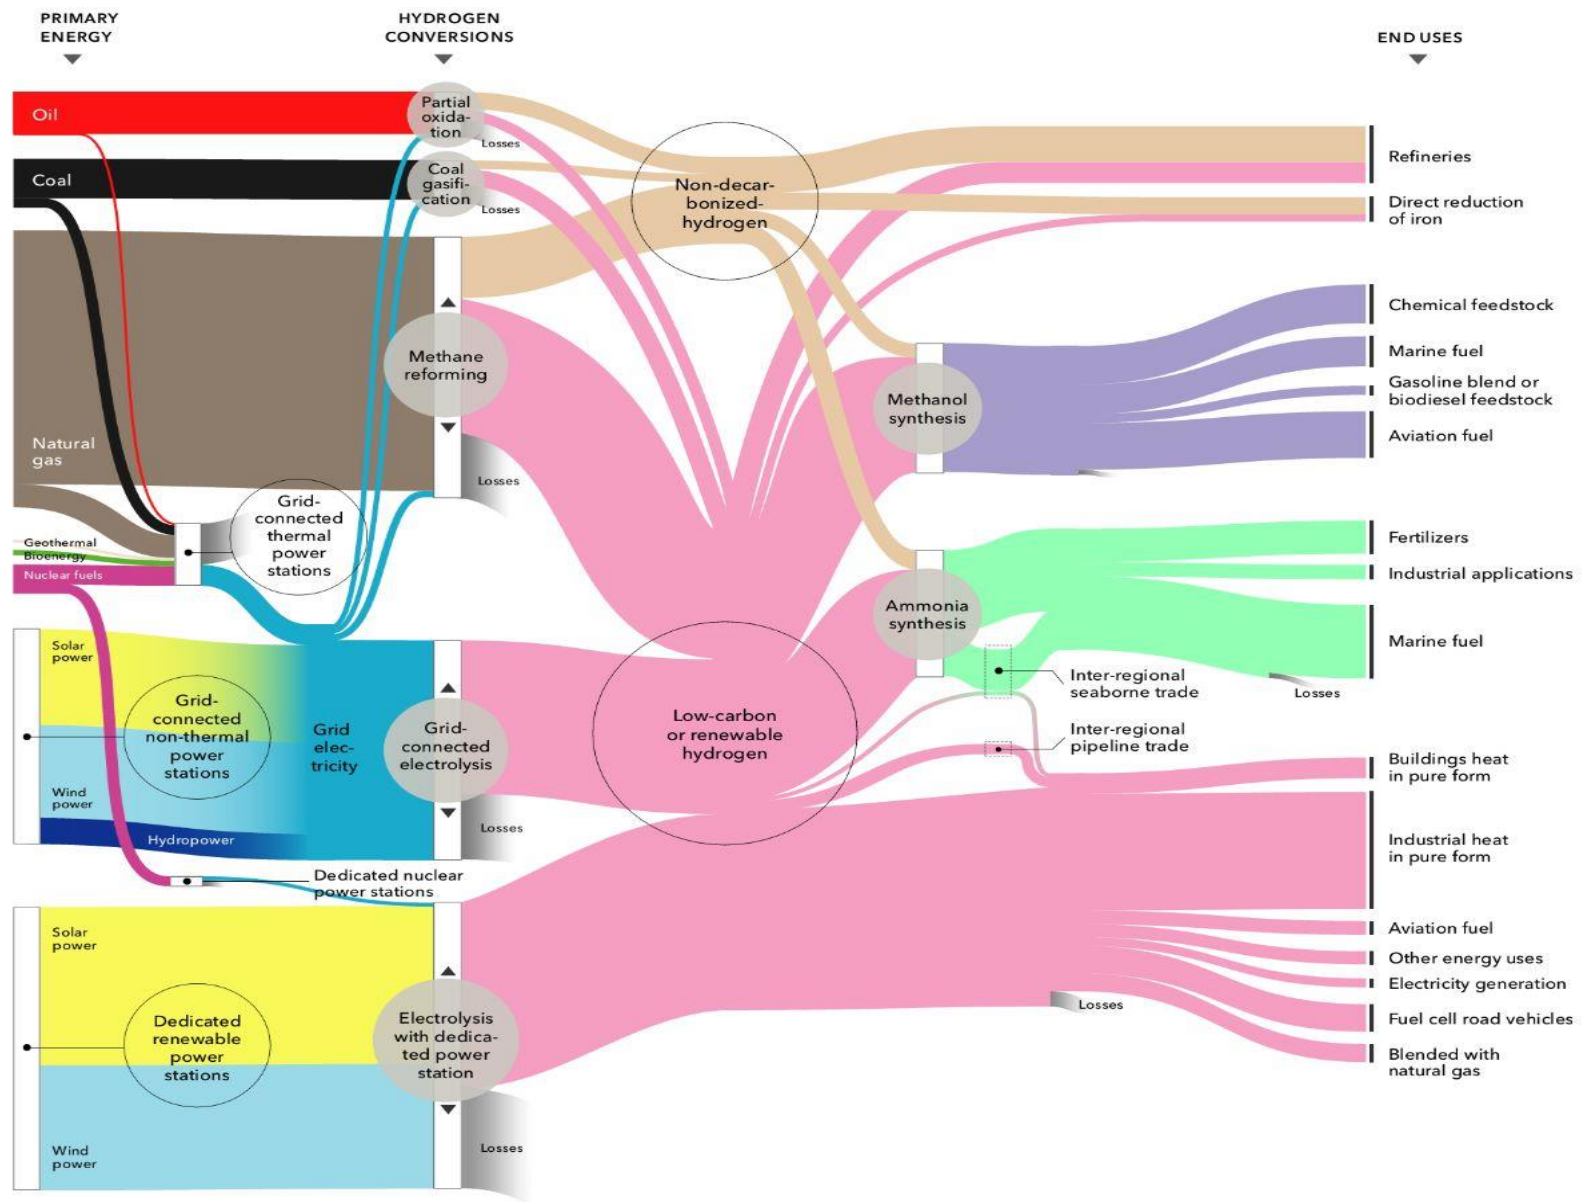 PRIMARY
ENERGY
HYDROGEN
CONVERSIONS
END USES
Oil
Partial
oxida-
tion
Losses
Coal
Coal
gasifi-
cation
Losses
Non-decar-
bonized-
hydrogen
Refineries
Direct reduction
of iron
Methane
reforming
Losses
Natural
gas
Chemical feedstock
Marine fuel
Gasoline blend or
biodiesel feedstock
Aviation fuel
Methanol
synthesis
Grid-
connected
thermal
power
stations
Geothermal
Bioenergy
Nuclear fuels
Fertilizers
Industrial applications
Marine fuel
Losses
Ammonia
synthesis
Inter-regional
seaborne trade
Inter-regional
pipeline trade
Solar
power
Grid-
connected
non-thermal
power
stations
Wind
power
Hydropower
Grid
elec-
tricity
Grid-
connected
electrolysis
Losses
Low-carbon
or renewable
hydrogen
Buildings heat
in pure form
Industrial heat
in pure form
Dedicated nuclear
power stations
Solar
power
Dedicated
renewable
power
stations
Wind
power
Electrolysis
with dedica-
ted power
station
Losses
Losses
Aviation fuel
Other energy uses
Electricity generation
Fuel cell road vehicles
Blended with
natural gas